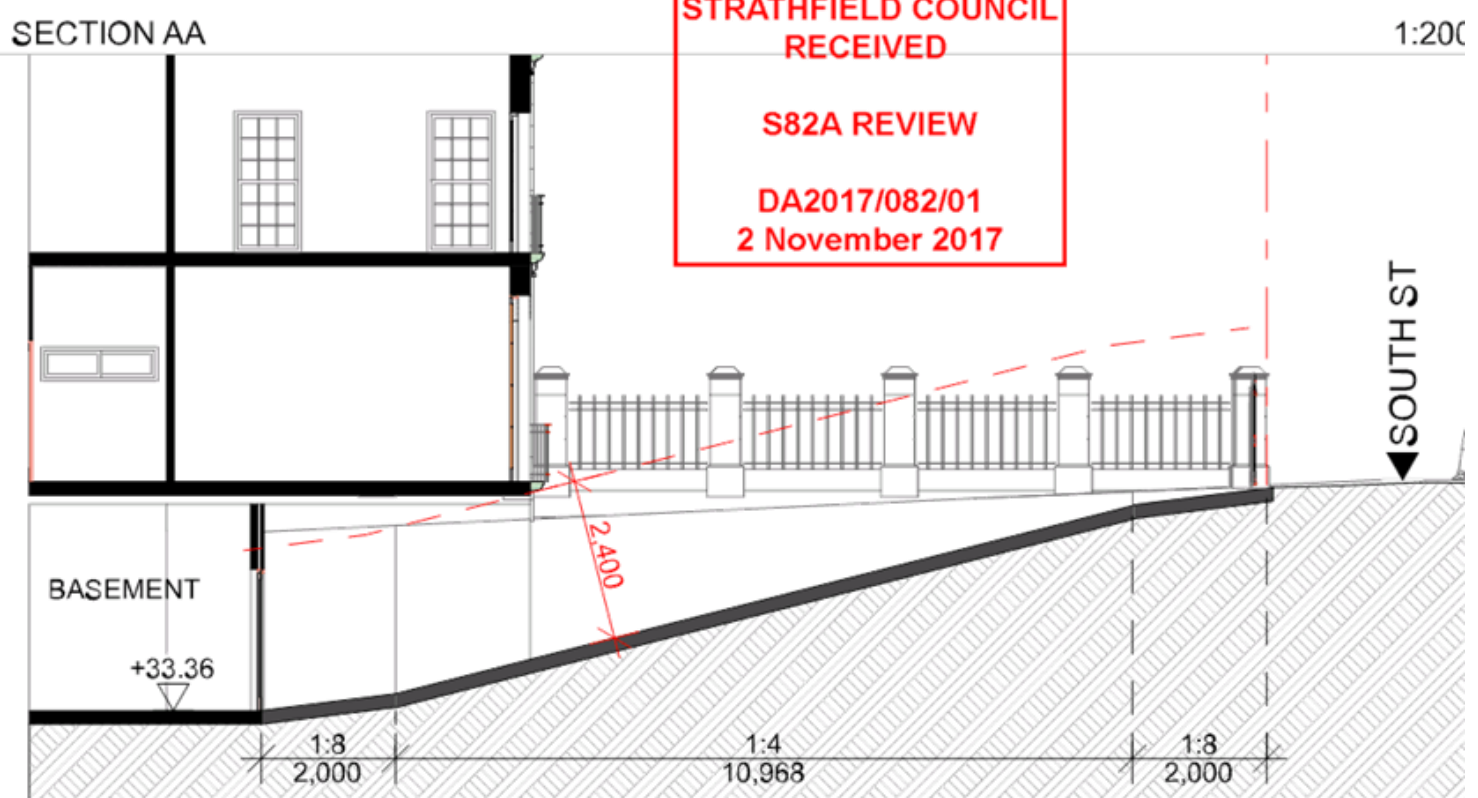 SECTION AA
STRATHFIELD COUNCIL
RECEIVED
S82A REVIEW
DA2017/082/01
2 November 2017
1:200
SOUTH ST
2,400
BASEMENT
+33.36
1:8
2,000
1:4
10,968
1:8
2,000